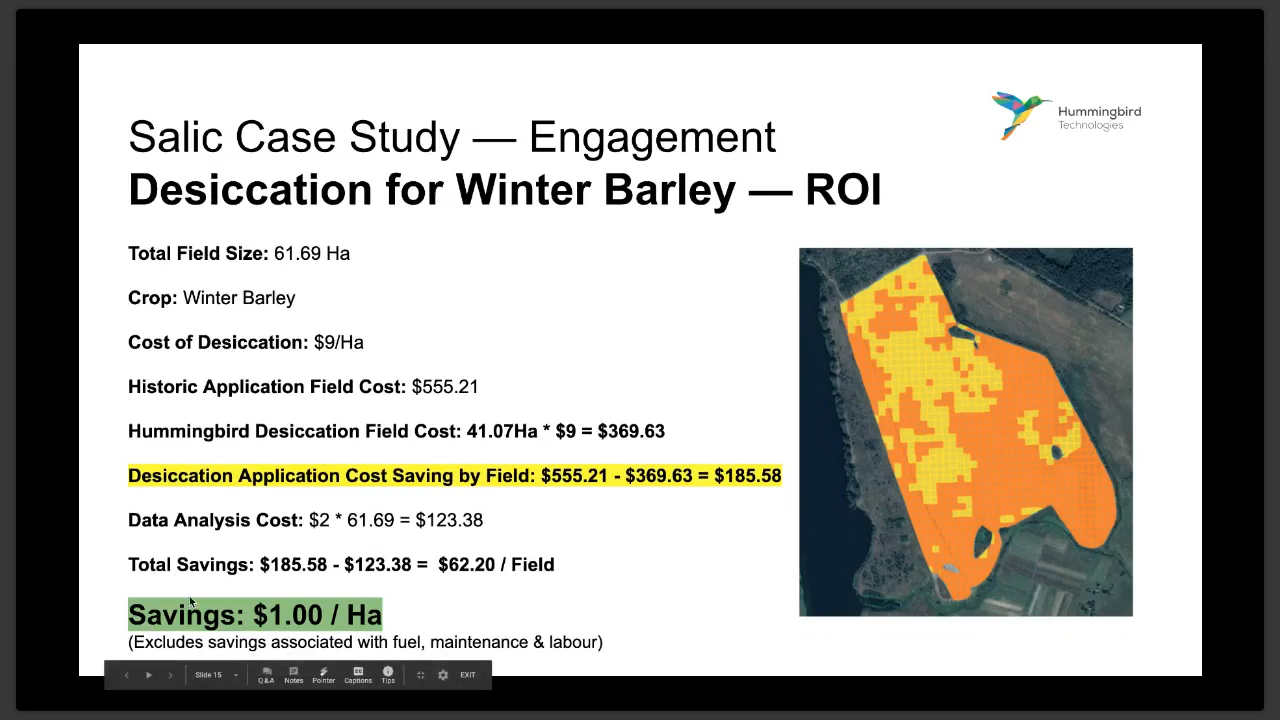 Hummingbird
Technologies
Salic Case Study — Engagement
Desiccation for Winter Barley — ROI
Total Field Size: 61.69 Ha
Crop: Winter Barley
Cost of Desiccation: $9/Ha
Historic Application Field Cost: $555.21
Hummingbird Desiccation Field Cost: 41.07Ha * $9 = $369.63
Desiccation Application Cost Saving by Field: $555.21 - $369.63 = $185.58
Data Analysis Cost: $2 * 61.69 = $123.38
Total Savings: $185.58 - $123.38 = $62.20 / Field
Savings: $1.00 / Ha
(Excludes savings associated with fuel, maintenance & labour)
Slide 15
Q&A Notes Pointer Captions Tips
EXIT